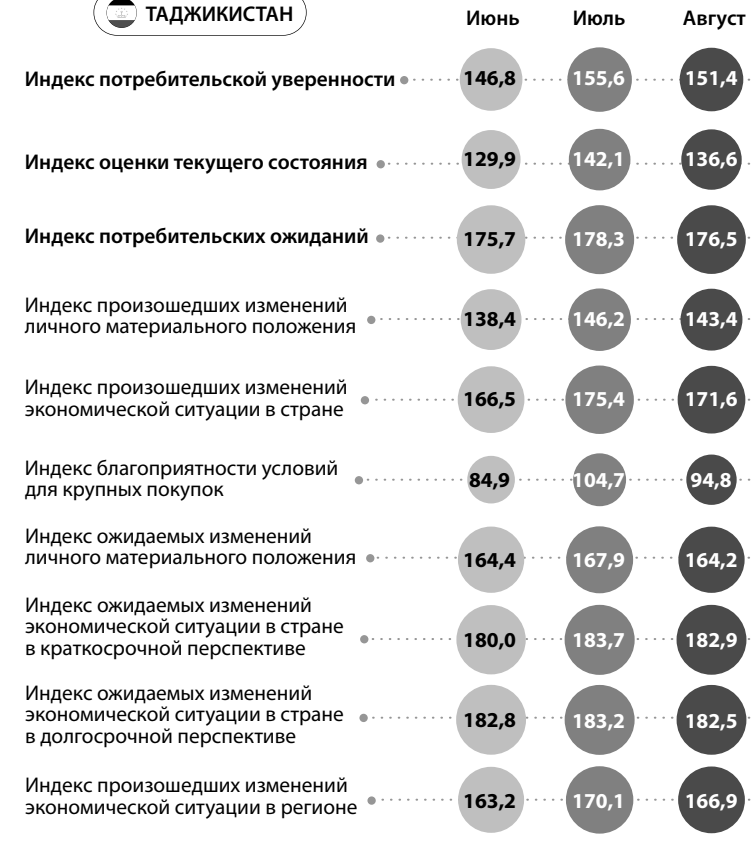 ТАДЖИКИСТАН
Июнь Июль Август
Индекс потребительской уверенности 146,8 155,6 151,4
Индекс оценки текущего состояния 129,9 142,1 136,6
Индекс потребительских ожиданий 175,7 178,3 176,5
Индекс произошедших изменений
личного материального положения 138,4 146,2 143,4
Индекс произошедших изменений
экономической ситуации в стране 166,5 175,4 171,6
Индекс благоприятности условий
для крупных покупок 84,9 104,7 94,8
Индекс ожидаемых изменений
личного материального положения 164,4 167,9 164,2
Индекс ожидаемых изменений
экономической ситуации в стране
в краткосрочной перспективе 180,0 183,7 182,9
Индекс ожидаемых изменений
экономической ситуации в стране
в долгосрочной перспективе 182,8 183,2 182,5
Индекс произошедших изменений
экономической ситуации в регионе 163,2 170,1 166,9